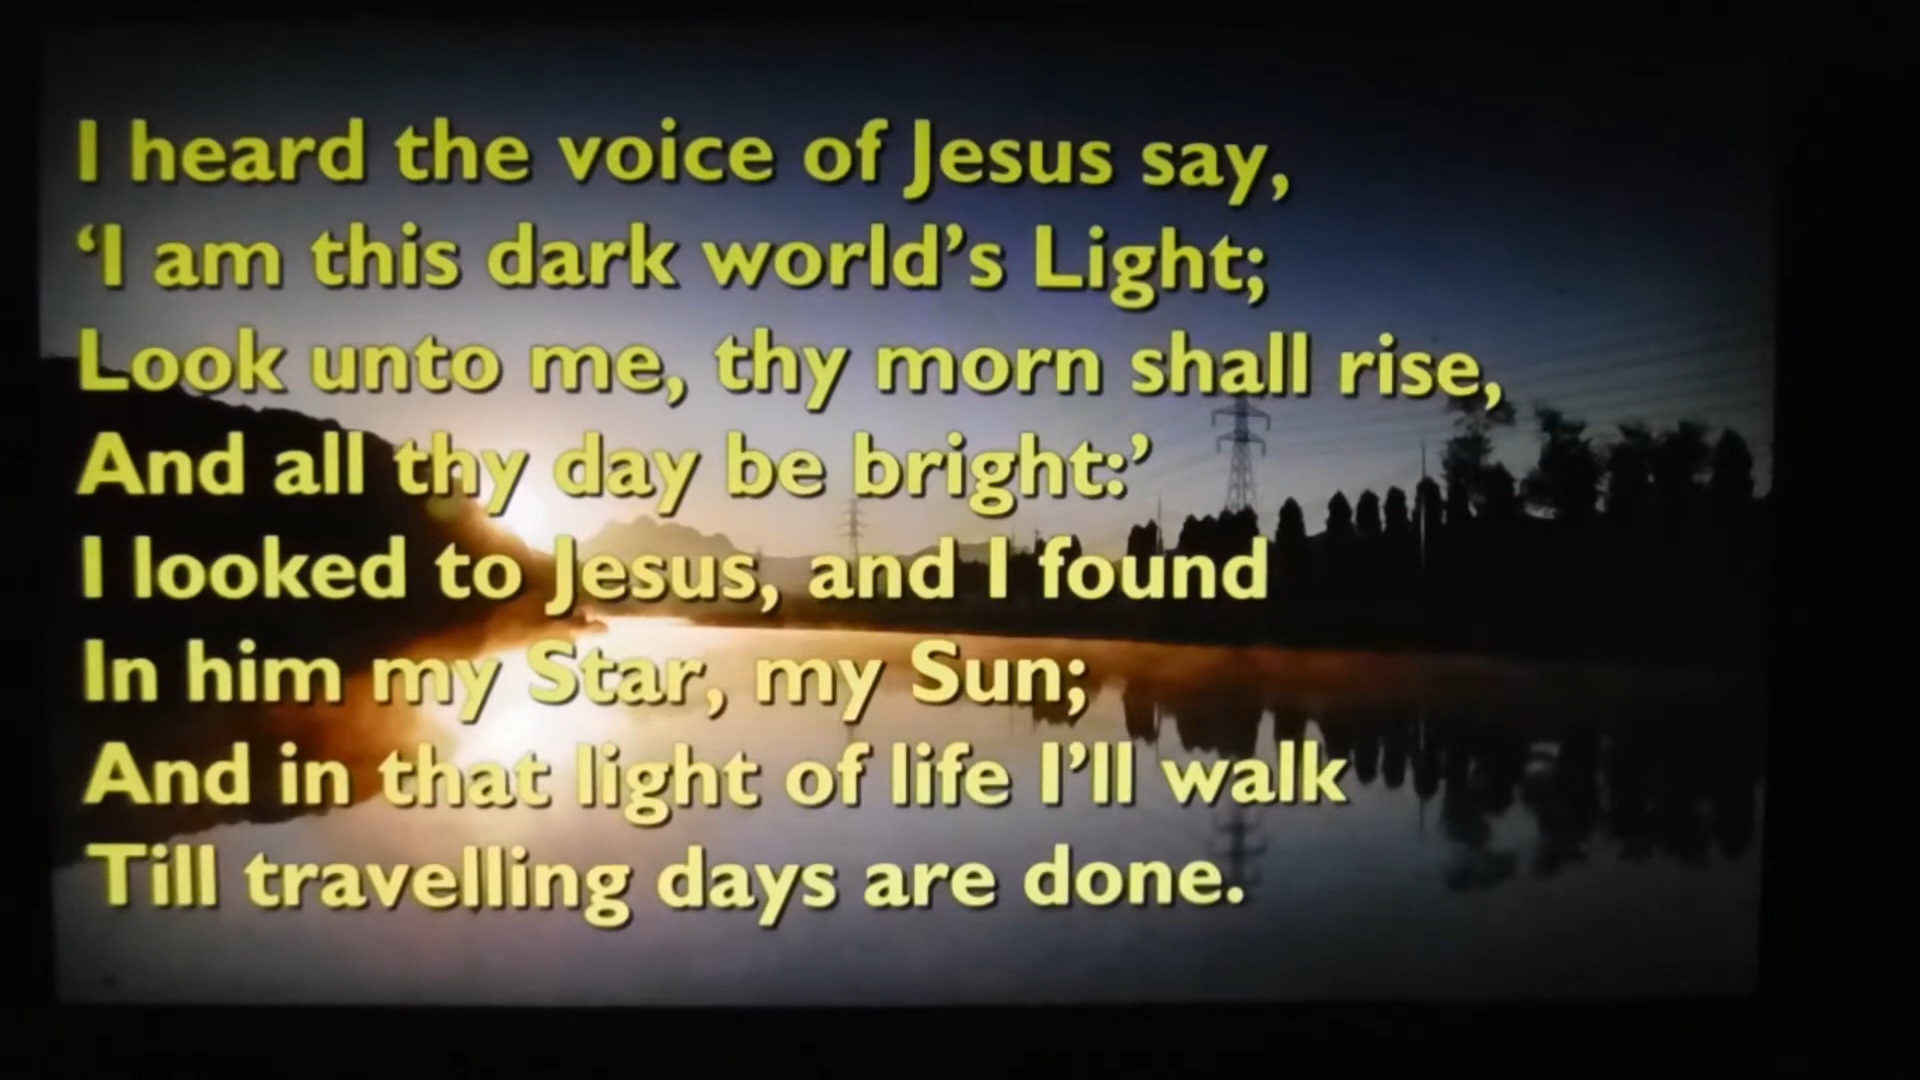 I heard the voice of Jesus say,
‘I am this dark world’s Light;
Look unto me, thy morn shall rise,
And all thy day be bright:’
I looked to Jesus, and I found
In him my Star, my Sun;
And in that light of life I’ll walk
Till travelling days are done.